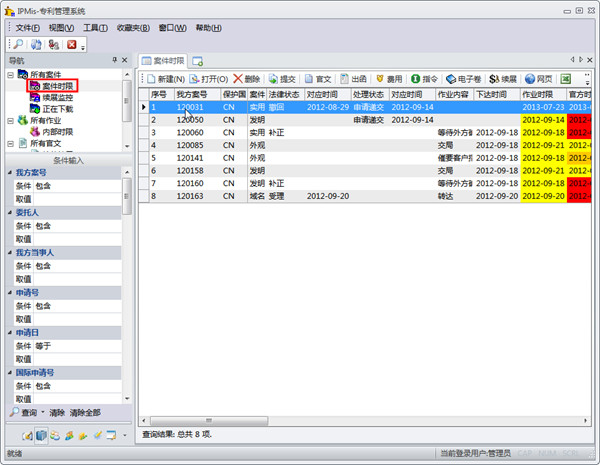 IPMis-专利管理系统
文件(F) 视图(V) 工具(T) 收藏夹(B) 窗口(W) 帮助(H)
导航
所有案件
案件时限
续展监控
正在下载
所有作业
内部时限
所有官文
条件输入
我方案号
条件 包含
取值
委托人
条件 包含
取值
我方当事人
条件 包含
取值
申请号
条件 包含
取值
申请日
条件 等于
取值
国际申请号
条件 包含
取值
查询 清除 清除全部
案件时限
新建(N) 打开(O) 删除 提交 官文 出函 费用 指令 电子卷 续展 网页
序号 我方案号 保护国 案件 法律状态 对应时间 处理状态 对应时间 作业内容 下达时间 作业时限 官方时
1 120031 CN 实用 撤回 2012-08-29 申请递交 2012-09-14 2013-07-23 2013-
2 120050 CN 发明 申请递交 2012-09-14 2012-09-14 2012-
3 120060 CN 实用 补正 等待外方 2012-09-18 2012-09-18 2012-
4 120085 CN 外观 交局 2012-09-18 2012-09-21 2012-
5 120141 CN 外观 催要客户 2012-09-18 2012-09-18 2012-
6 120158 CN 发明 交局 2012-09-18 2012-09-21 2012-
7 120160 CN 发明 补正 等待外方 2012-09-18 2012-09-18 2012-
8 120163 CN 域名 受理 2012-09-20 转达 2012-09-20 2012-09-20 2012-
查询结果: 总共 8 项.
就绪 当前登录用户:管理员 CAP NUM SCRL